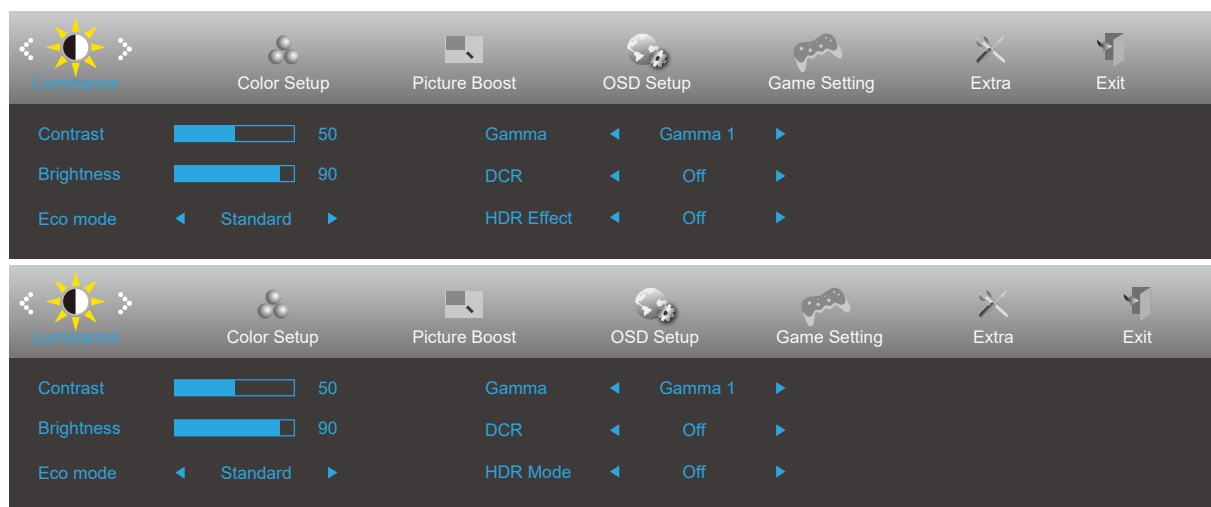 Luminance Color Setup Picture Boost OSD Setup Game Setting Extra Exit
Contrast 50 Gamma Gamma 1
Brightness 90 DCR Off
Eco mode Standard HDR Effect Off
Luminance Color Setup Picture Boost OSD Setup Game Setting Extra Exit
Contrast 50 Gamma Gamma 1
Brightness 90 DCR Off
Eco mode Standard HDR Mode Off